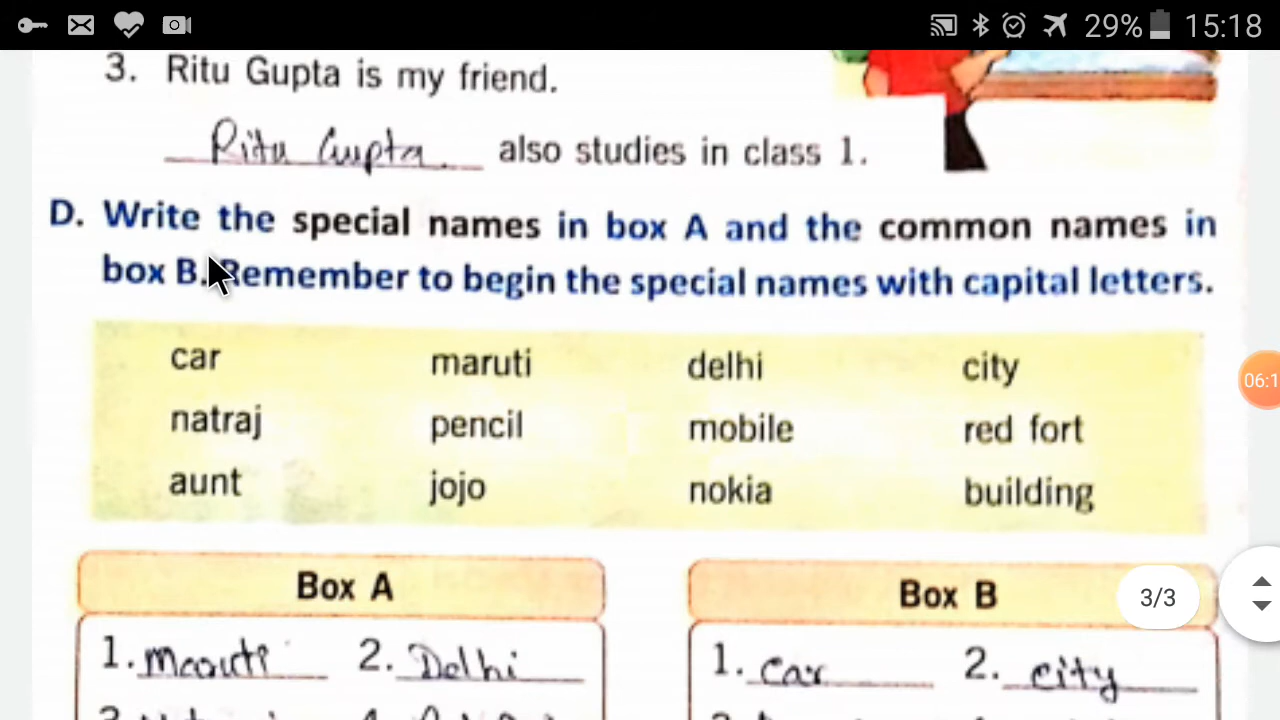 29% 15:18
3. Ritu Gupta is my friend.
Ritu Gupta also studies in class 1.
D. Write the special names in box A and the common names in
box B. Remember to begin the special names with capital letters.
car maruti delhi city
natraj pencil mobile red fort
aunt jojo nokia building
Box A Box B
3/3
1. 2. Delhi 1. car 2. city
06:1